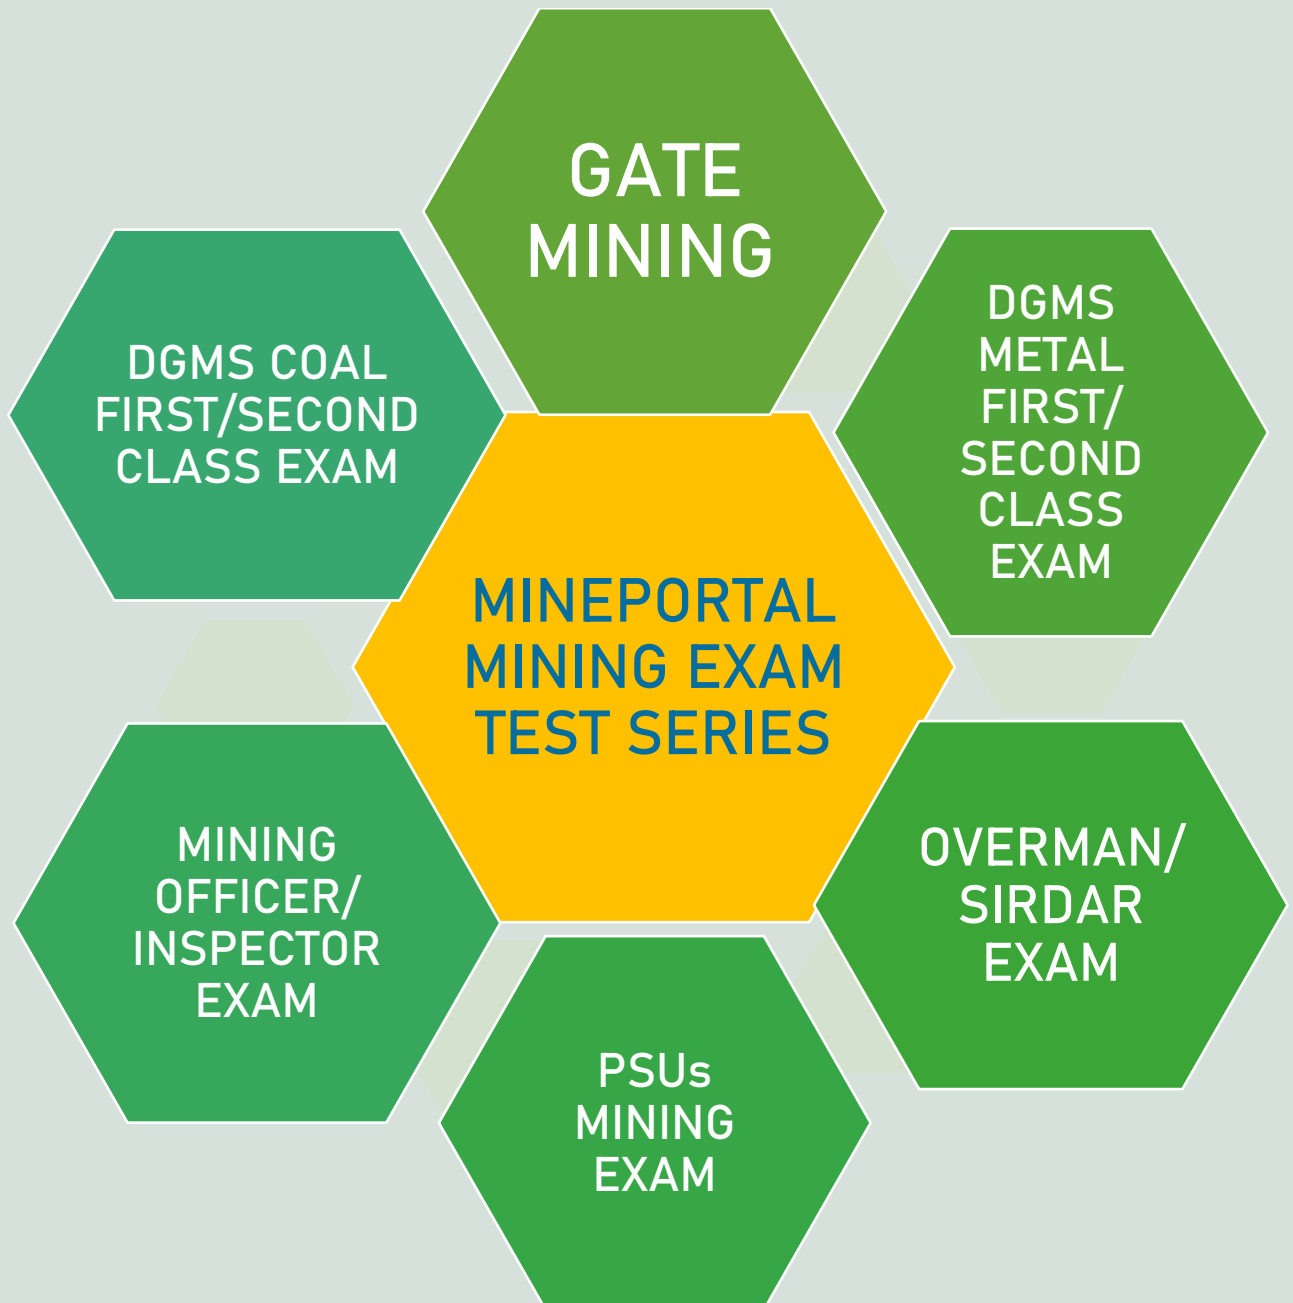 GATE
MINING
DGMS COAL
FIRST/SECOND
CLASS EXAM
DGMS
METAL
FIRST/
SECOND
CLASS
EXAM
MINEPORTAL
MINING EXAM
TEST SERIES
MINING
OFFICER/
INSPECTOR
EXAM
OVERMAN/
SIRDAR
EXAM
PSUs
MINING
EXAM